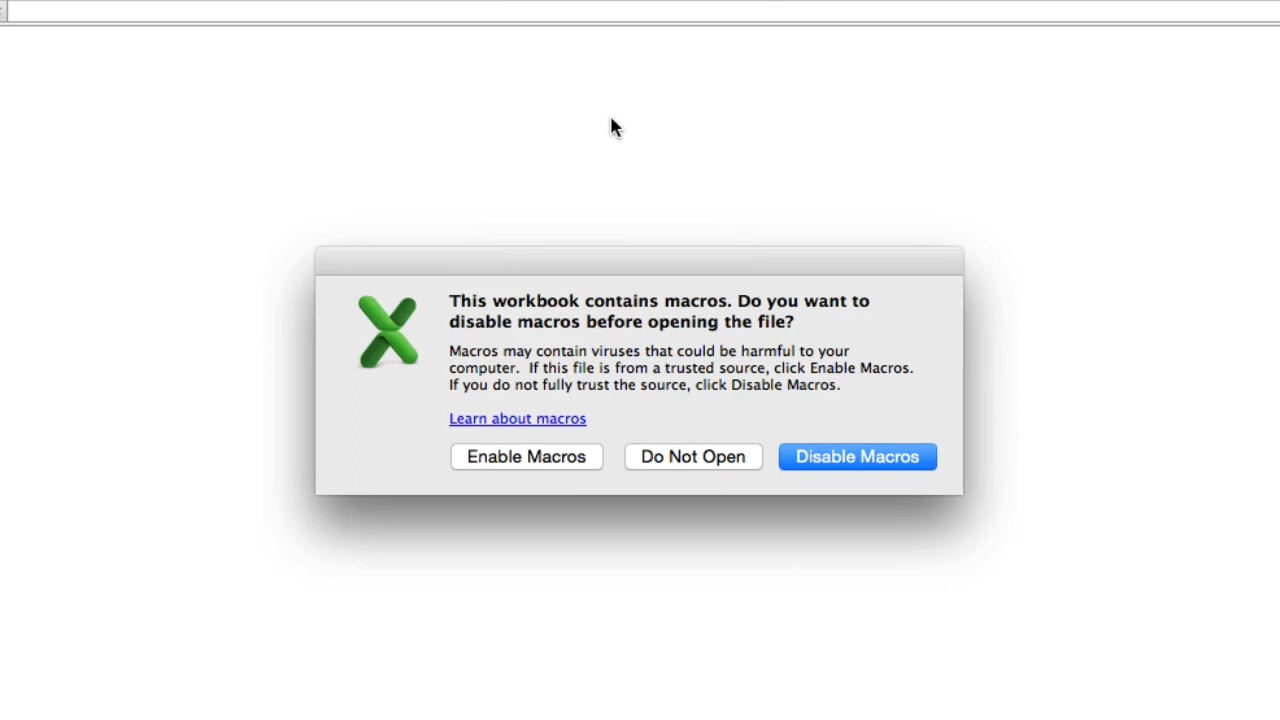 This workbook contains macros. Do you want to
disable macros before opening the file?
Macros may contain viruses that could be harmful to your
computer.  If this file is from a trusted source, click Enable Macros.
If you do not fully trust the source, click Disable Macros.
Learn about macros
Enable Macros
Do Not Open
Disable Macros